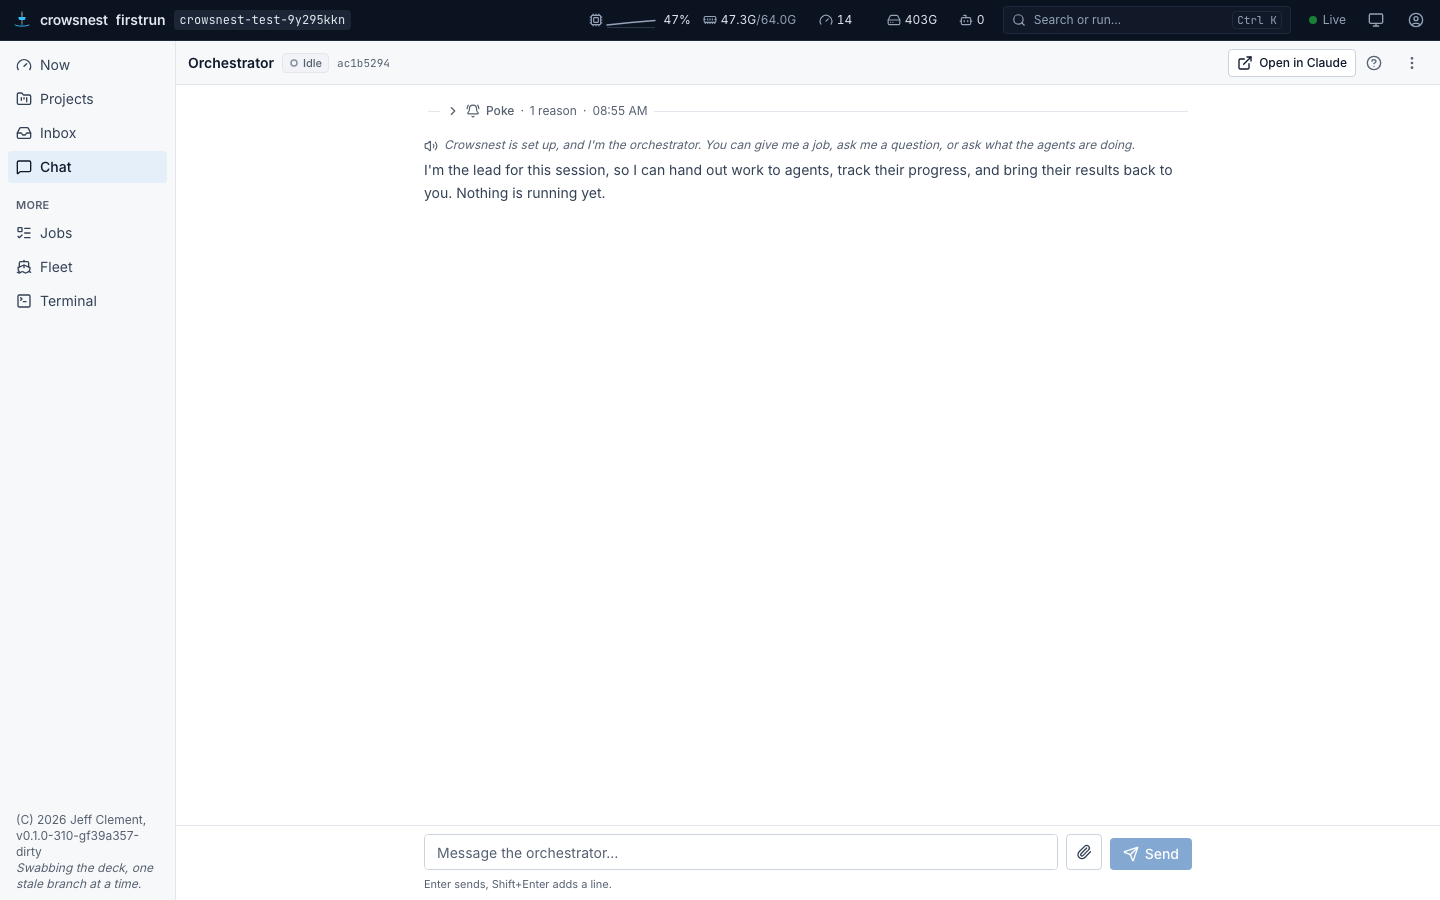 crowsnest firstrun crowsnest-test-9y295kkn 47% 47.3G/64.0G 14 403G 0 Search or run... Ctrl K Live
Now
Projects
Inbox
Chat
MORE
Jobs
Fleet
Terminal
(C) 2026 Jeff Clement,
v0.1.0-310-gf39a357-
dirty
Swabbing the deck, one
stale branch at a time.
Orchestrator Idle ac1b5294 Open in Claude
Poke · 1 reason · 08:55 AM
Crowsnest is set up, and I'm the orchestrator. You can give me a job, ask me a question, or ask what the agents are doing.
I'm the lead for this session, so I can hand out work to agents, track their progress, and bring their results back to
you. Nothing is running yet.
Message the orchestrator...
Send
Enter sends, Shift+Enter adds a line.